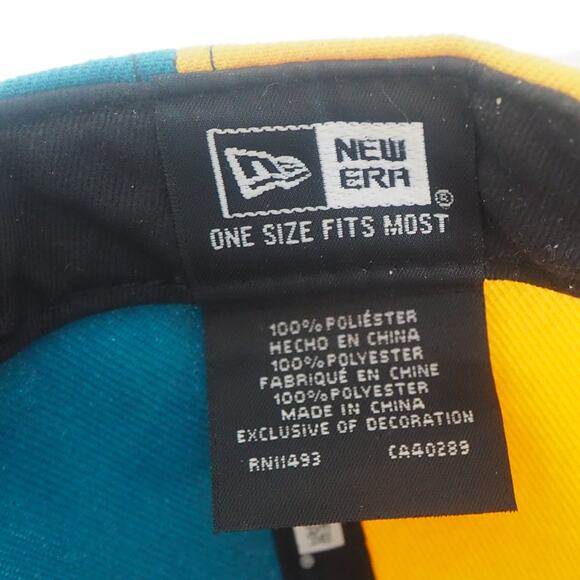 NEW
ERA®
ONE SIZE FITS MOST
100% POLIÉSTER
HECHO EN CHINA
100% POLYESTER
FABRIQUÉ EN CHINE
100% POLYESTER
MADE IN CHINA
EXCLUSIVE OF DECORATION
RN11493 CA40289